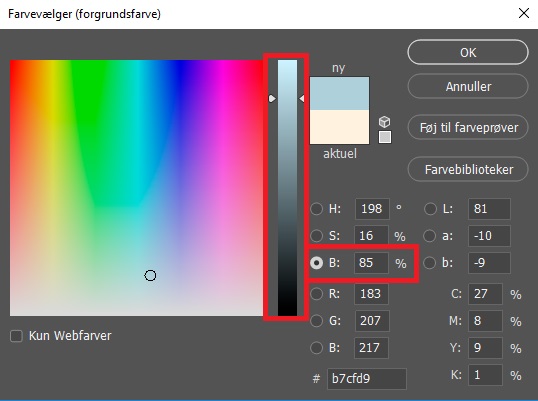 Farvevælger (forgrundsfarve)
ny
aktuel
OK
Annuller
Føj til farveprøver
Farvebiblioteker
H: 198 °
S: 16 %
B: 85 %
R: 183
G: 207
B: 217
# b7cfd9
L: 81
a: -10
b: -9
C: 27 %
M: 8 %
Y: 9 %
K: 1 %
Kun Webfarver